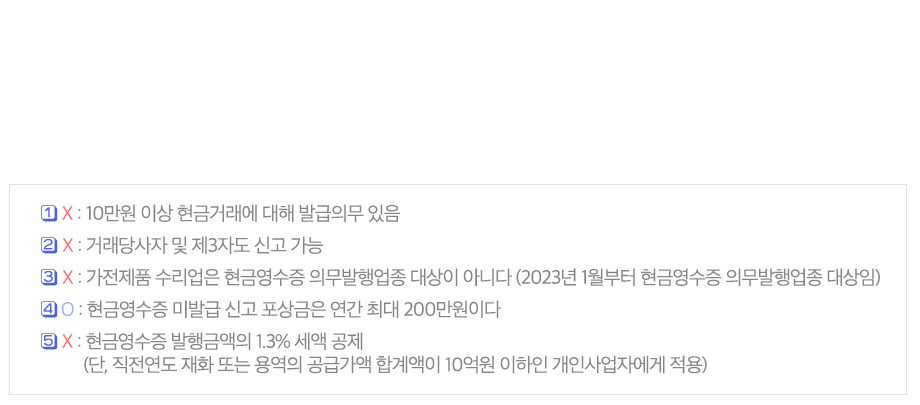 1 X : 10만원 이상 현금거래에 대해 발급의무 있음
2 X : 거래당사자 및 제3자도 신고 가능
3 X : 가전제품 수리업은 현금영수증 의무발행업종 대상이 아니다 (2023년 1월부터 현금영수증 의무발행업종 대상임)
4 O : 현금영수증 미발급 신고 포상금은 연간 최대 200만원이다
5 X : 현금영수증 발행금액의 1.3% 세액 공제
(단, 직전연도 재화 또는 용역의 공급가액 합계액이 10억원 이하인 개인사업자에게 적용)